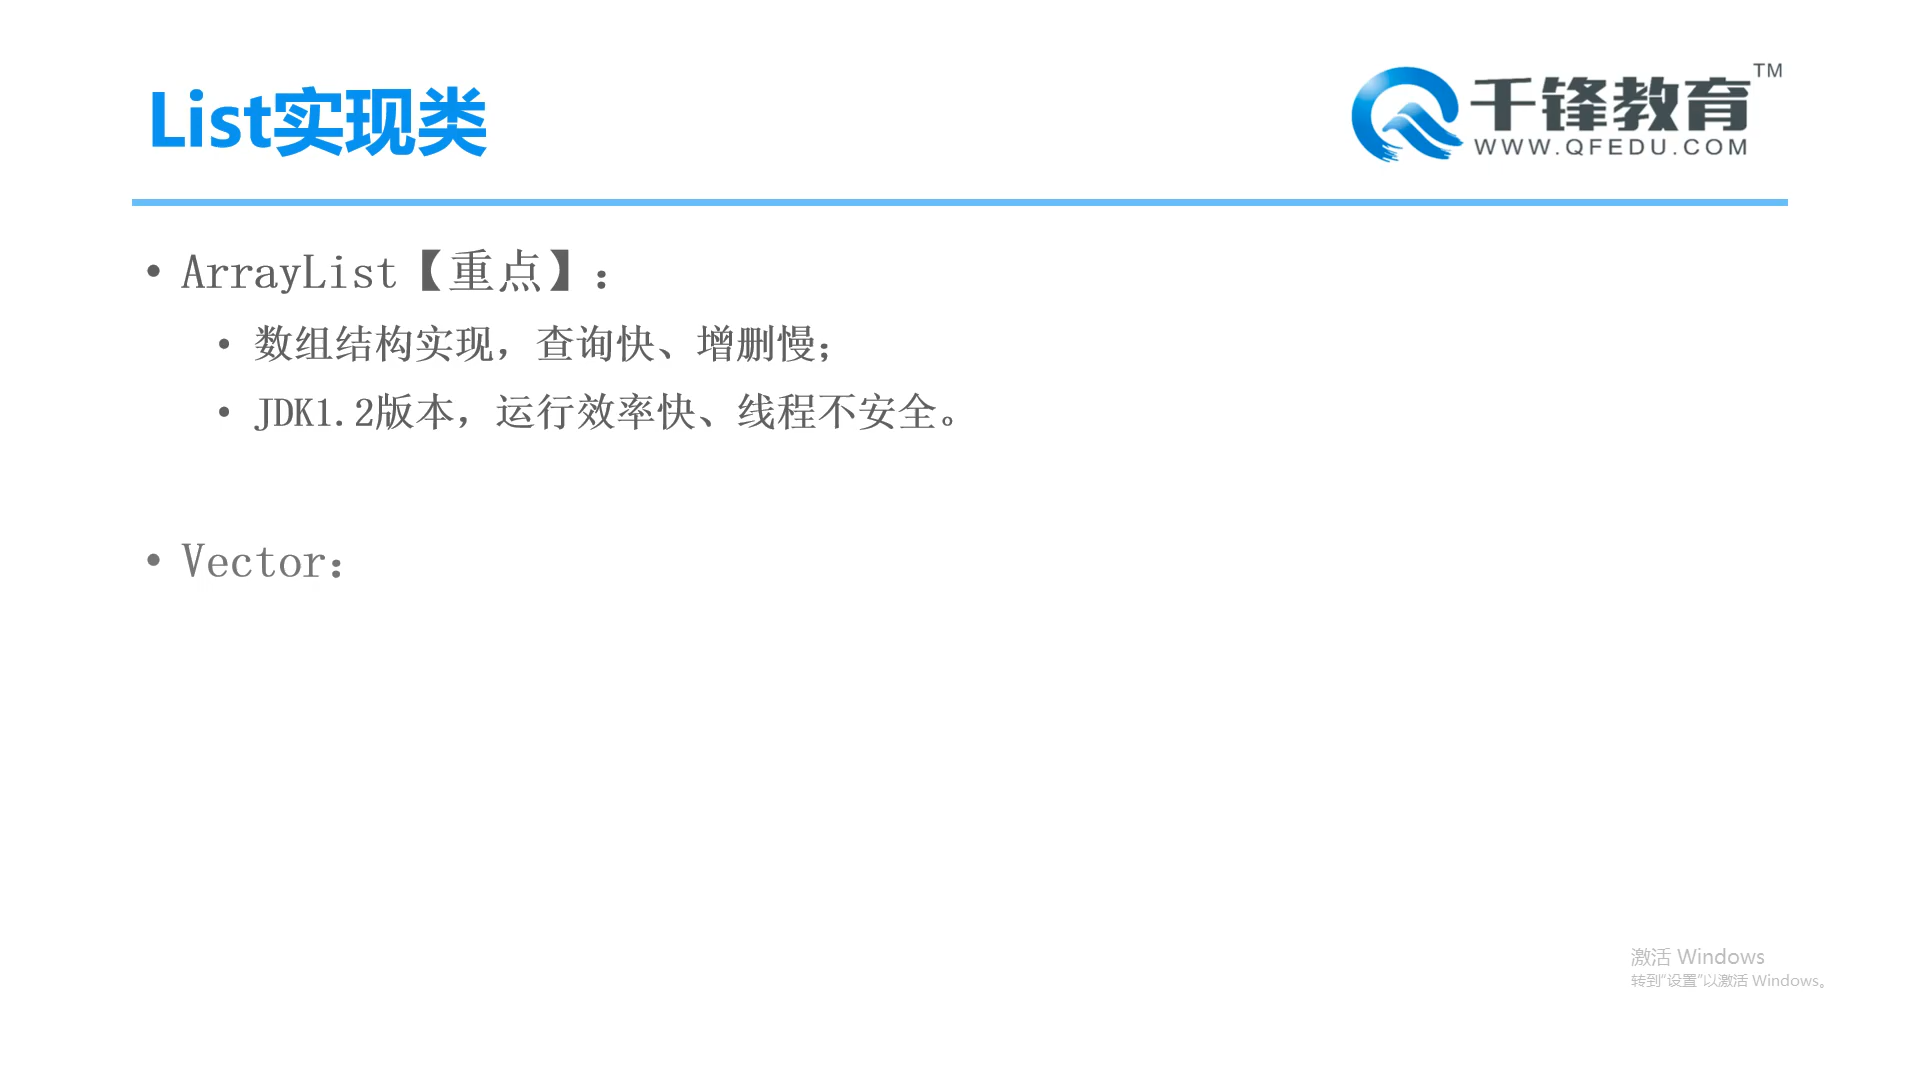 List实现类
千锋教育™
WWW.QFEDU.COM
• ArrayList【重点】：
• 数组结构实现，查询快、增删慢；
• JDK1.2版本，运行效率快、线程不安全。
• Vector：
激活 Windows
转到“设置”以激活 Windows。